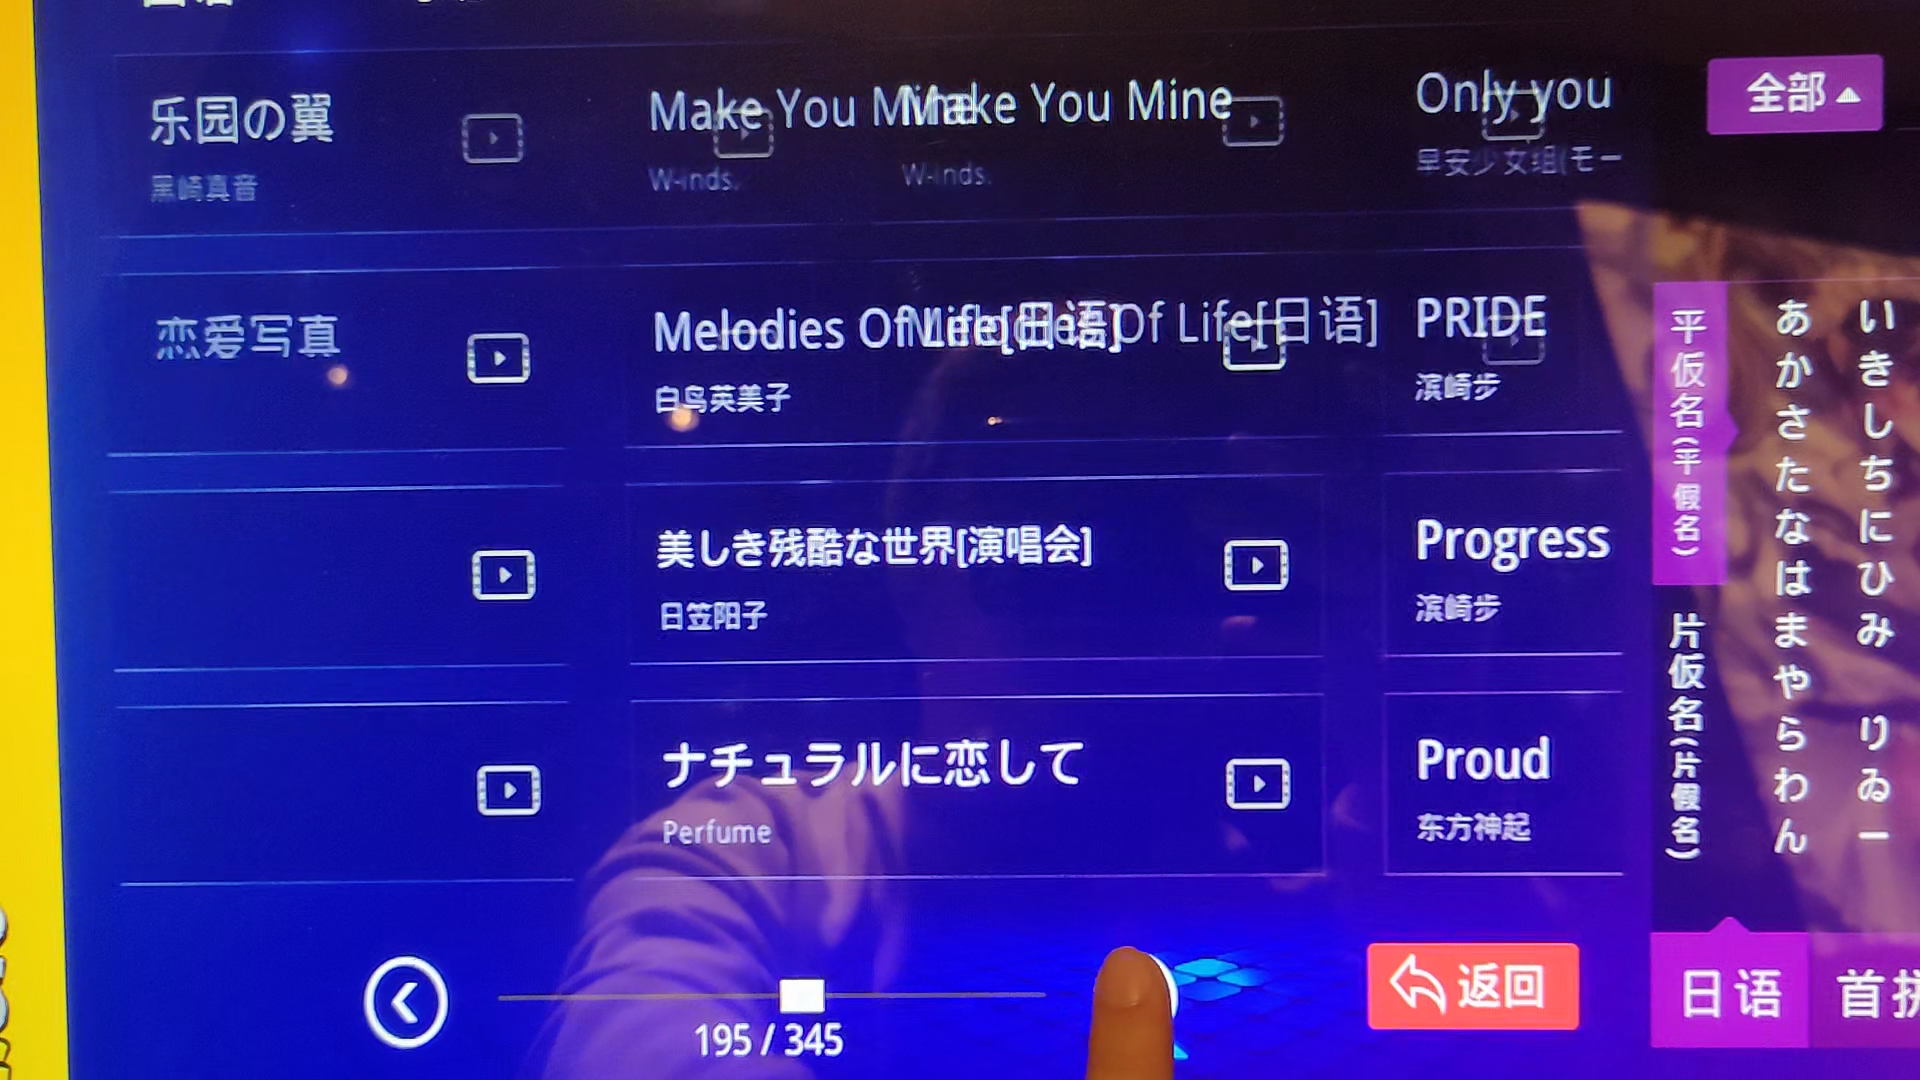 乐园の翼
黑崎真音
Make You Mine
W-inds.
Make You Mine
W-inds.
Only you
早安少女组(モー
全部
恋爱写真
Melodies Of Life[日语]
白鸟英美子
Melodies Of Life[日语]
PRIDE
滨崎步
美しき残酷な世界[演唱会]
日笠阳子
Progress
滨崎步
ナチュラルに恋して
Perfume
Proud
东方神起
平仮名(平假名)
片仮名(片假名)
あかさたなはまやらわん
いきしちにひみ りゐー
195 / 345
返回
日语
首拼